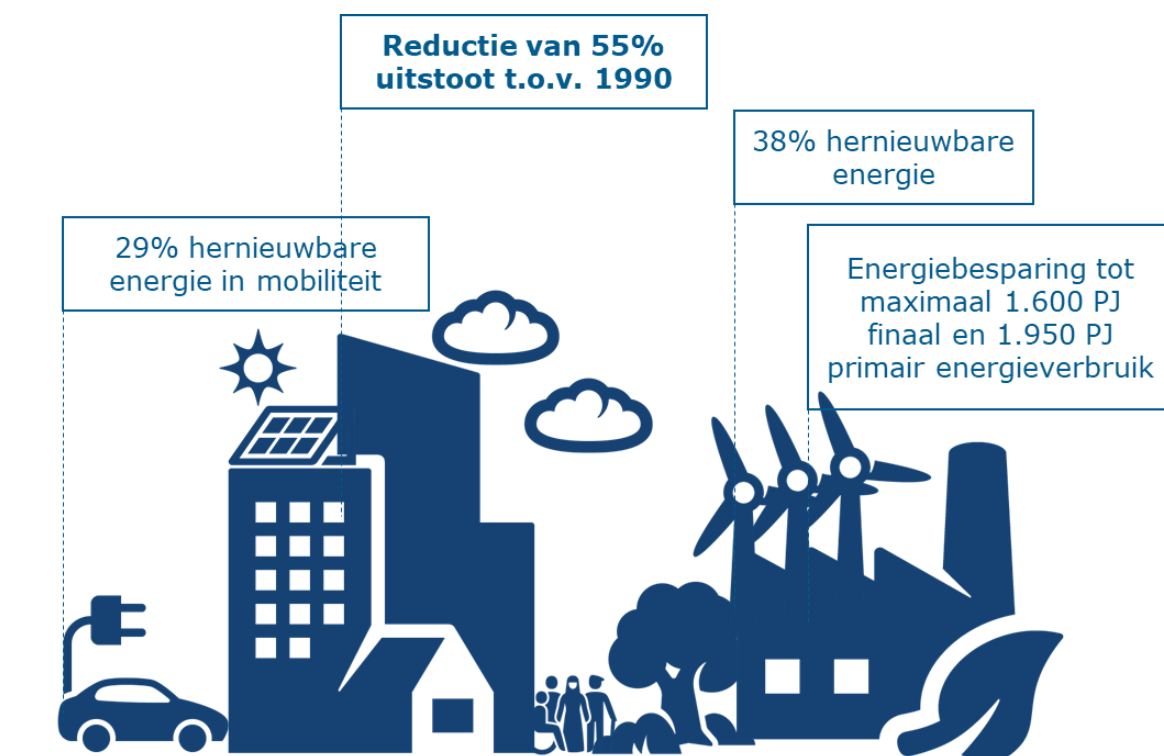 Reductie van 55%
uitstoot t.o.v. 1990
38% hernieuwbare
energie
29% hernieuwbare
energie in mobiliteit
Energiebesparing tot
maximaal 1.600 PJ
finaal en 1.950 PJ
primair energieverbruik